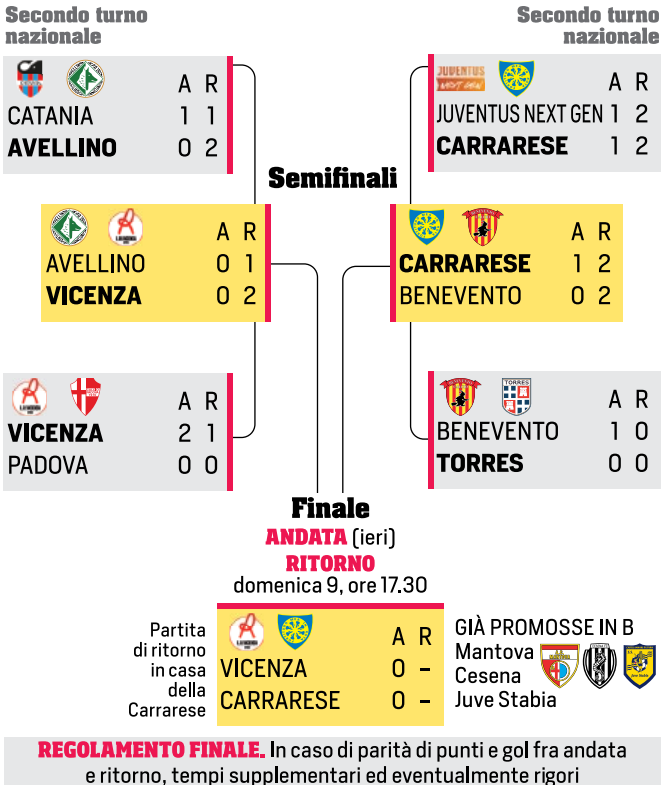 Secondo turno
nazionale
Secondo turno
nazionale
A R
CATANIA 1 1
AVELLINO 0 2
JUVENTUS
NEXT GEN
A R
JUVENTUS NEXT GEN 1 2
CARRARESE 1 2
Semifinali
A R
AVELLINO 0 1
VICENZA 0 2
A R
CARRARESE 1 2
BENEVENTO 0 2
A R
VICENZA 2 1
PADOVA 0 0
TORRES
A R
BENEVENTO 1 0
TORRES 0 0
Finale
ANDATA (ieri)
RITORNO
domenica 9, ore 17.30
Partita
di ritorno
in casa
della
Carrarese
A R
VICENZA 0 –
CARRARESE 0 –
GIÀ PROMOSSE IN B
Mantova
Cesena
Juve Stabia
REGOLAMENTO FINALE. In caso di parità di punti e gol fra andata
e ritorno, tempi supplementari ed eventualmente rigori